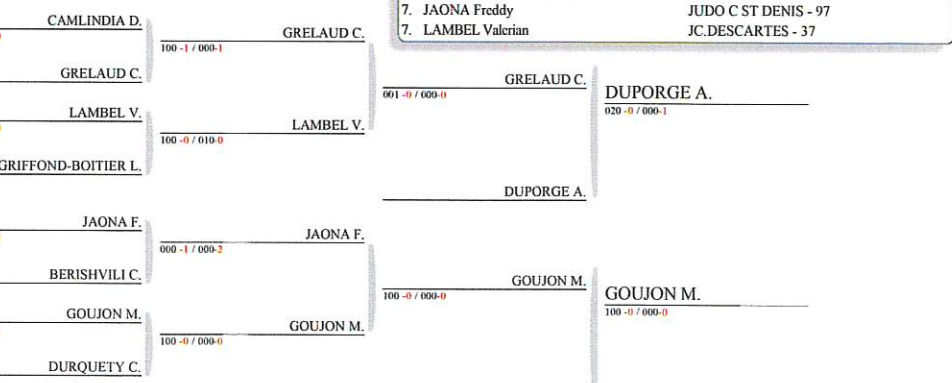 7. JAONA Freddy JUDO C ST DENIS - 97
7. LAMBEL Valerian JC.DESCARTES - 37
CAMLINDIA D.
GRELAUD C.
100 -1 / 000-1
GRELAUD C.
GRELAUD C.
001 -0 / 000-0
DUPORGE A.
020 -0 / 000-1
LAMBEL V.
LAMBEL V.
100 -0 / 010-0
GRIFFOND-BOITIER L.
DUPORGE A.
JAONA F.
JAONA F.
000 -1 / 000-2
BERISHVILI C.
GOUJON M.
100 -0 / 000-0
GOUJON M.
100 -0 / 000-0
GOUJON M.
GOUJON M.
100 -0 / 000-0
DURQUETY C.